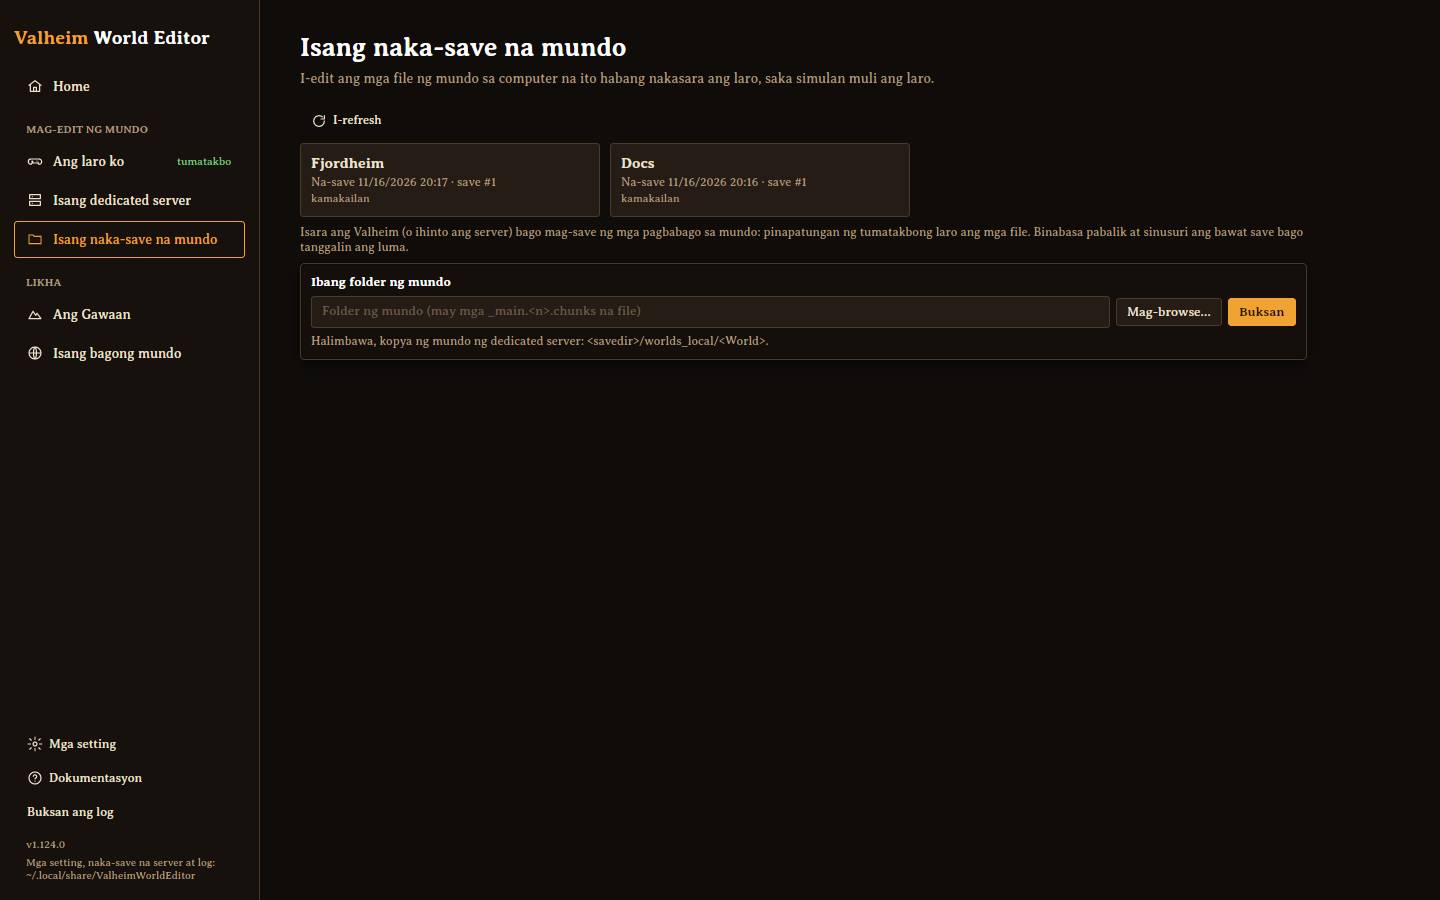 Valheim World Editor
Home
MAG-EDIT NG MUNDO
Ang laro ko
tumatakbo
Isang dedicated server
Isang naka-save na mundo
LIKHA
Ang Gawaan
Isang bagong mundo
Mga setting
Dokumentasyon
Buksan ang log
v1.124.0
Mga setting, naka-save na server at log:
~/.local/share/ValheimWorldEditor
Isang naka-save na mundo
I-edit ang mga file ng mundo sa computer na ito habang nakasara ang laro, saka simulan muli ang laro.
I-refresh
Fjordheim
Na-save 11/16/2026 20:17 · save #1
kamakailan
Docs
Na-save 11/16/2026 20:16 · save #1
kamakailan
Isara ang Valheim (o ihinto ang server) bago mag-save ng mga pagbabago sa mundo: pinapatungan ng tumatakbong laro ang mga file. Binabasa pabalik at sinusuri ang bawat save bago
tanggalin ang luma.
Ibang folder ng mundo
Folder ng mundo (may mga _main.<n>.chunks na file)
Mag-browse...
Buksan
Halimbawa, kopya ng mundo ng dedicated server: <savedir>/worlds_local/<World>.